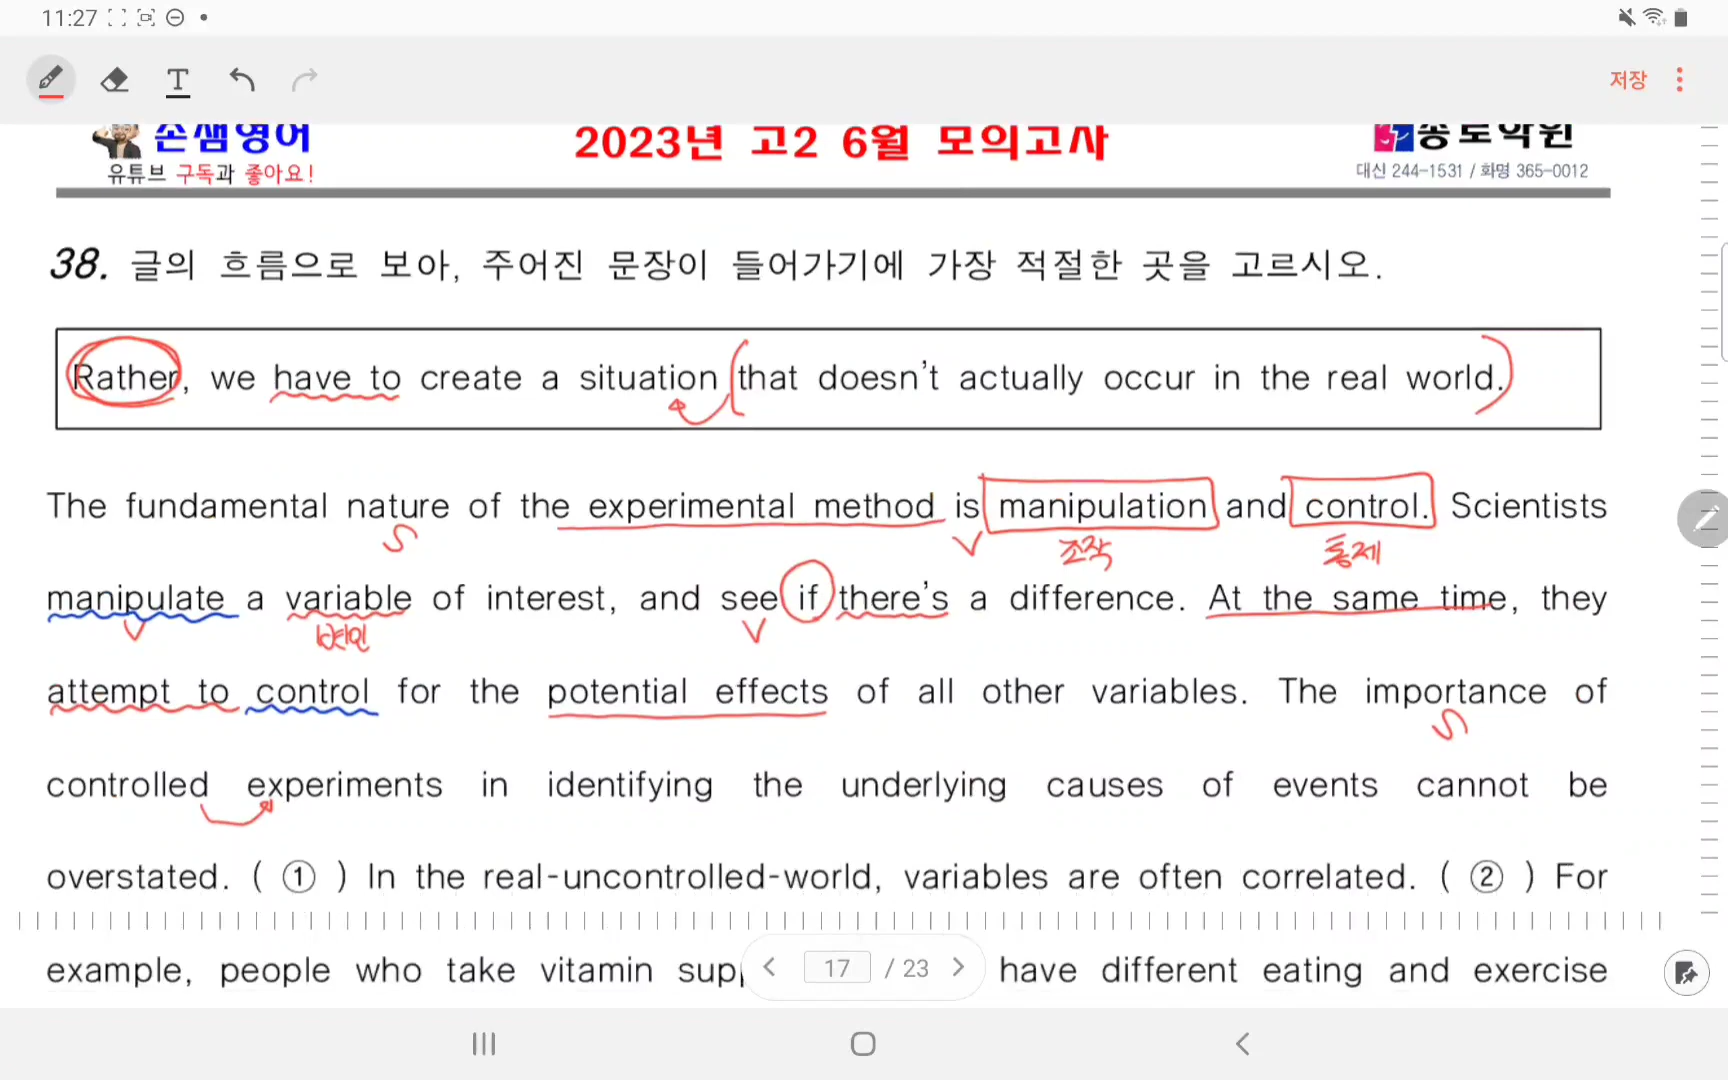 11:27
저장
손샘영어
2023년 고2 6월 모의고사
종로학원
유튜브 구독과 좋아요!
대신 244-1531 / 화명 365-0012
38. 글의 흐름으로 보아, 주어진 문장이 들어가기에 가장 적절한 곳을 고르시오.
Rather, we have to create a situation (that doesn't actually occur in the real world.)
The fundamental nature of the experimental method is manipulation and control. Scientists
S V 조작 통제
manipulate a variable of interest, and see if there's a difference. At the same time, they
V 변인 V
attempt to control for the potential effects of all other variables. The importance of
S
controlled experiments in identifying the underlying causes of events cannot be
overstated. ( ① ) In the real-uncontrolled-world, variables are often correlated. ( ② ) For
example, people who take vitamin sup have different eating and exercise
17 / 23